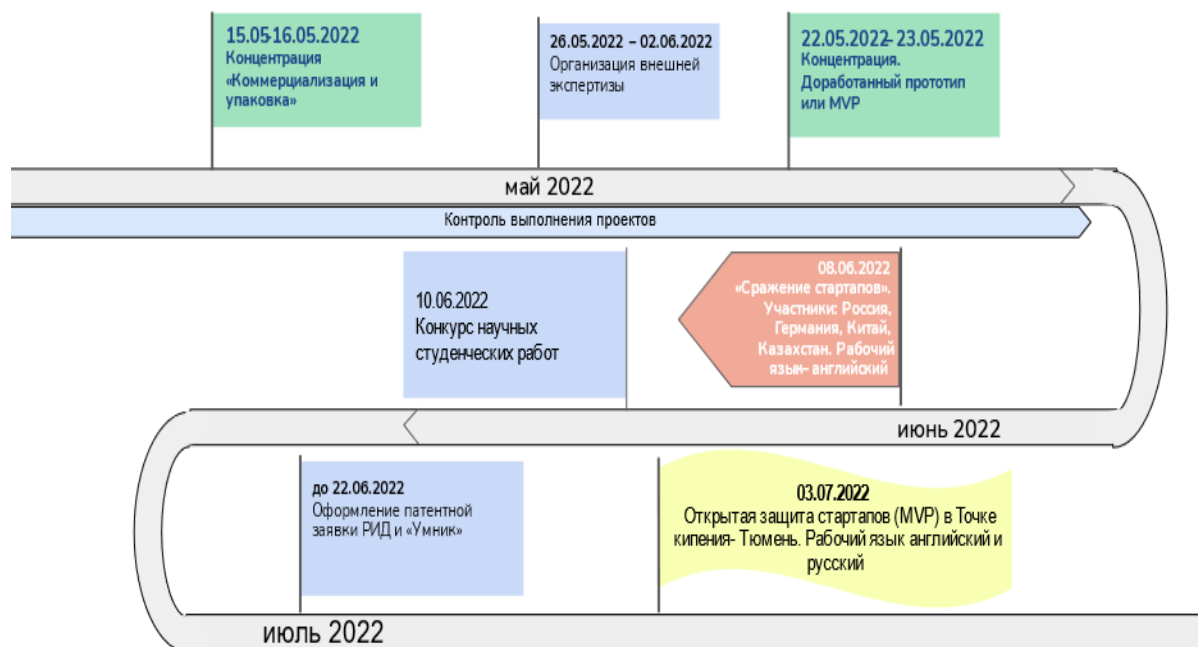 15.05-16.05.2022
Концентрация
«Коммерциализация и
упаковка»
26.05.2022 – 02.06.2022
Организация внешней
экспертизы
22.05.2022– 23.05.2022
Концентрация.
Доработанный прототип
или MVP
май 2022
Контроль выполнения проектов
10.06.2022
Конкурс научных
студенческих работ
08.06.2022
«Сражение стартапов».
Участники: Россия,
Германия, Китай,
Казахстан. Рабочий
язык– английский
июнь 2022
до 22.06.2022
Оформление патентной
заявки РИД и «Умник»
03.07.2022
Открытая защита стартапов (MVP) в Точке
кипения- Тюмень. Рабочий язык английский и
русский
июль 2022